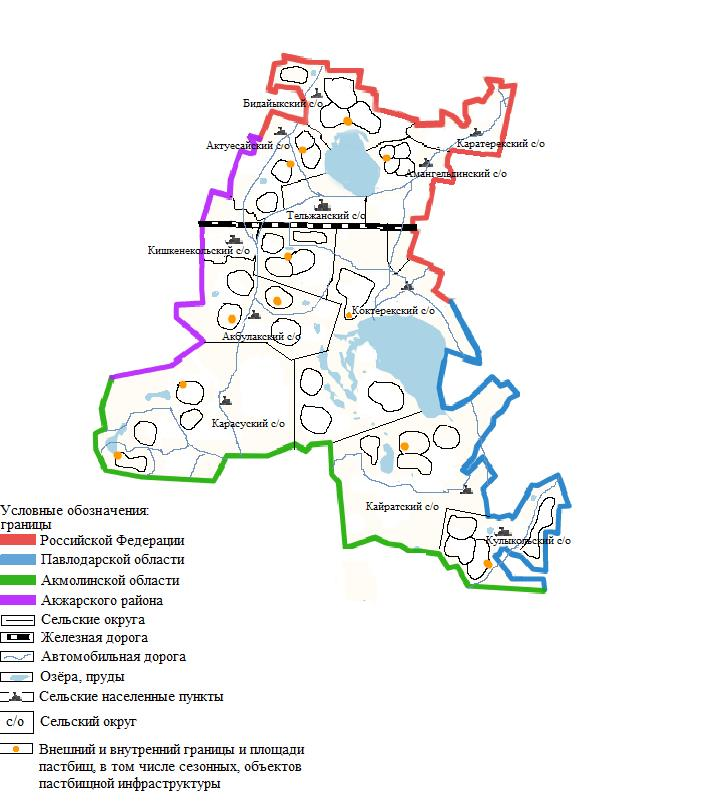 Бидайыкский с/о
Актуесайский с/о
Каратерекский с/о
Амангельдинский с/о
Тельжанский с/о
Кишкенекольский с/о
Коктерекский с/о
Акбулакский с/о
Карасуский с/о
Кайратский с/о
Кулыкольский с/о
Условные обозначения:
границы
Российской Федерации
Павлодарской области
Акмолинской области
Акжарского района
Сельские округа
Железная дорога
Автомобильная дорога
Озёра, пруды
Сельские населенные пункты
с/о Сельский округ
Внешний и внутренний границы и площади
пастбищ, в том числе сезонных, объектов
пастбищной инфраструктуры